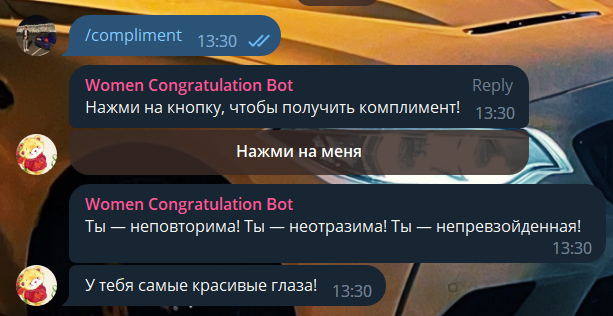 /compliment 13:30
Women Congratulation Bot Reply
Нажми на кнопку, чтобы получить комплимент! 13:30
Нажми на меня
Women Congratulation Bot
Ты — неповторима! Ты — неотразима! Ты — непревзойденная!
13:30
У тебя самые красивые глаза! 13:30